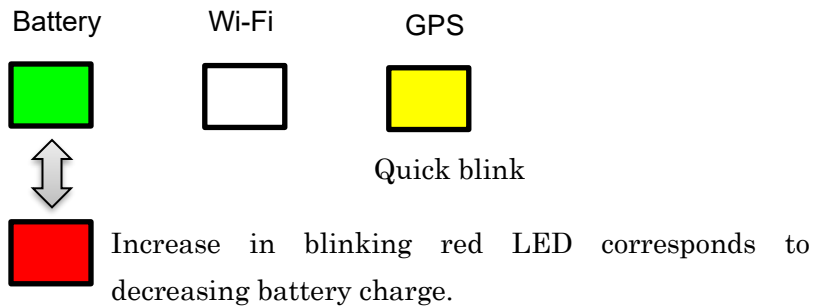 Battery Wi-Fi GPS
Quick blink
Increase in blinking red LED corresponds to
decreasing battery charge.